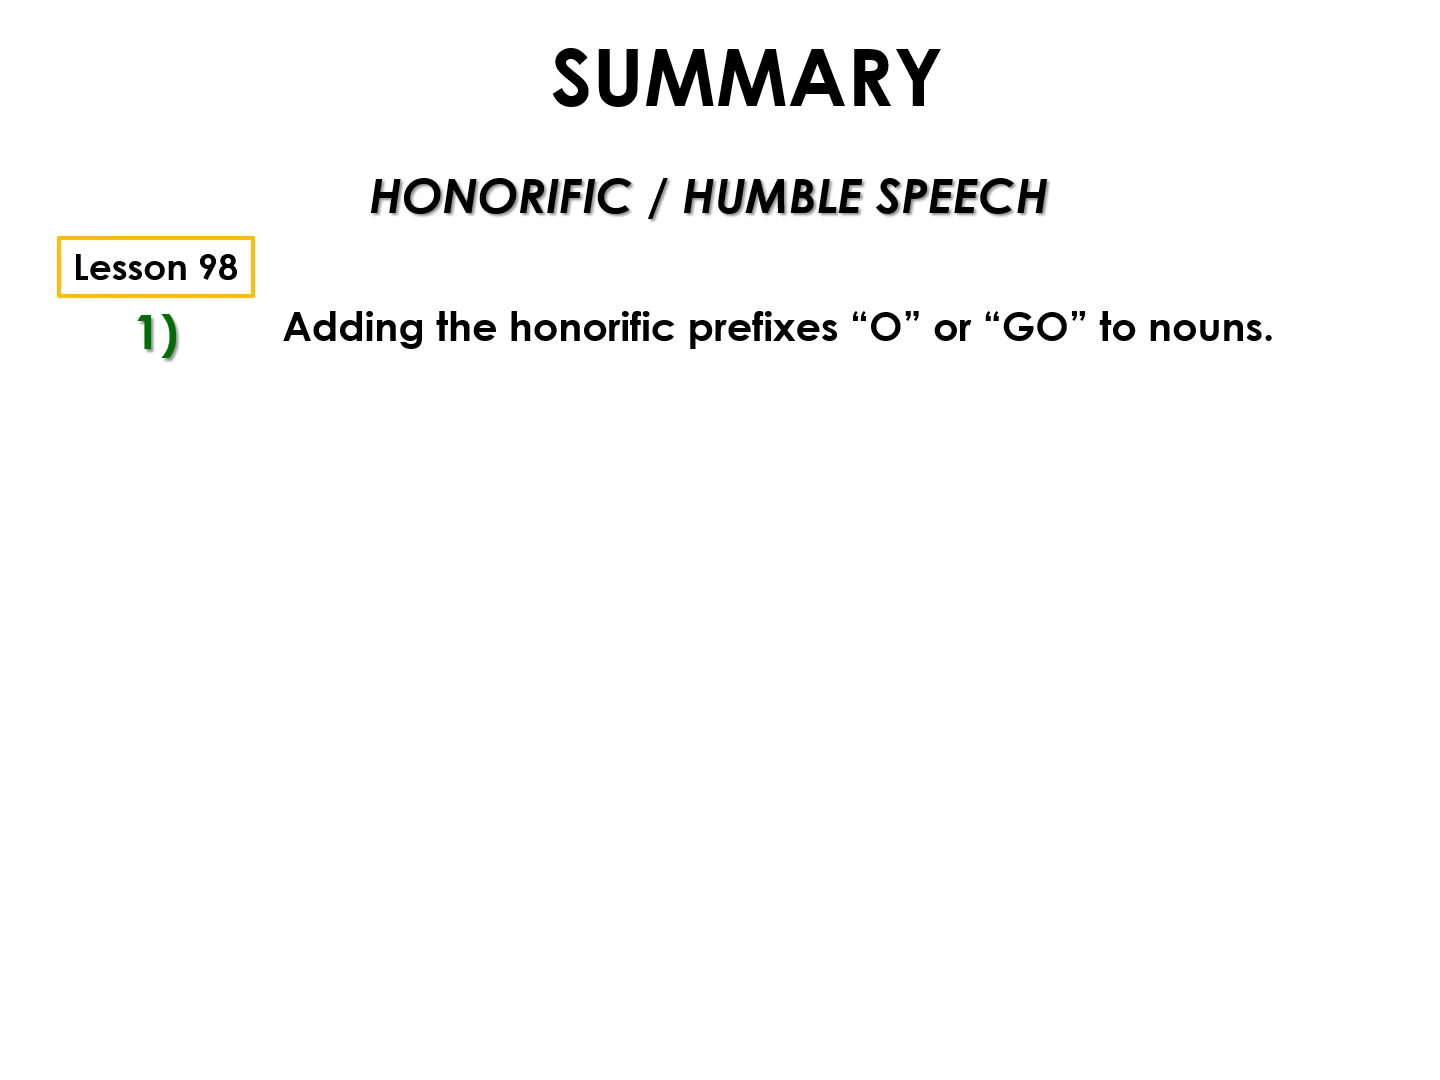 SUMMARY
HONORIFIC / HUMBLE SPEECH
Lesson 98
1) Adding the honorific prefixes “O” or “GO” to nouns.